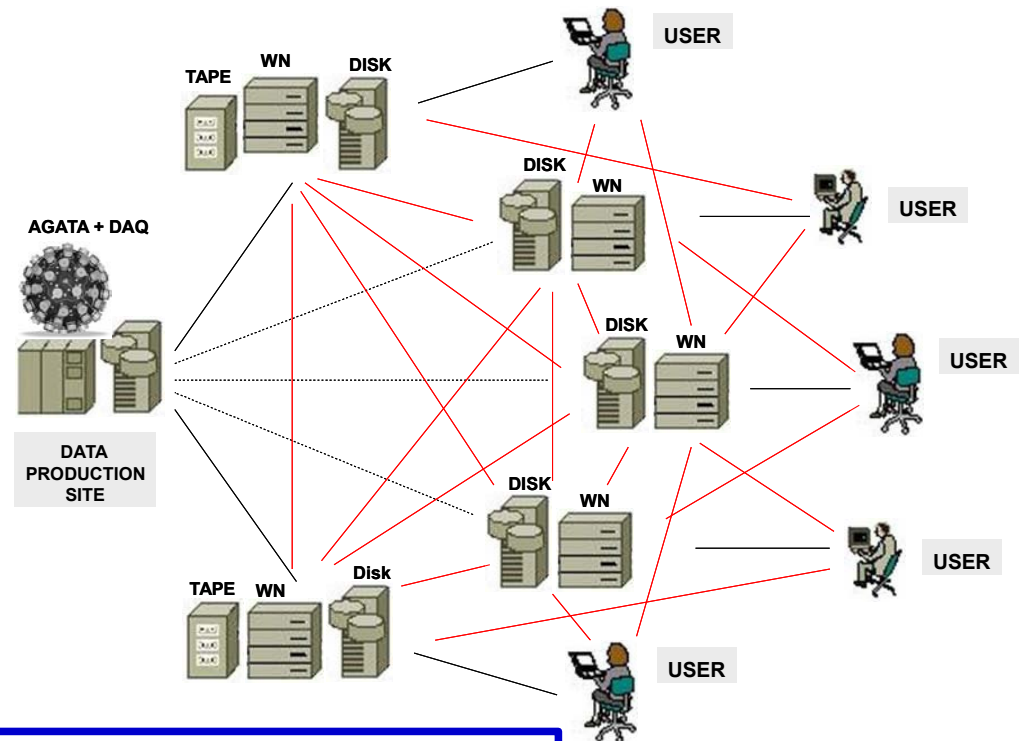 USER
WN
TAPE
DISK
DISK
WN
USER
AGATA + DAQ
DISK
WN
USER
DATA
PRODUCTION
SITE
DISK
WN
USER
TAPE
WN
Disk
USER